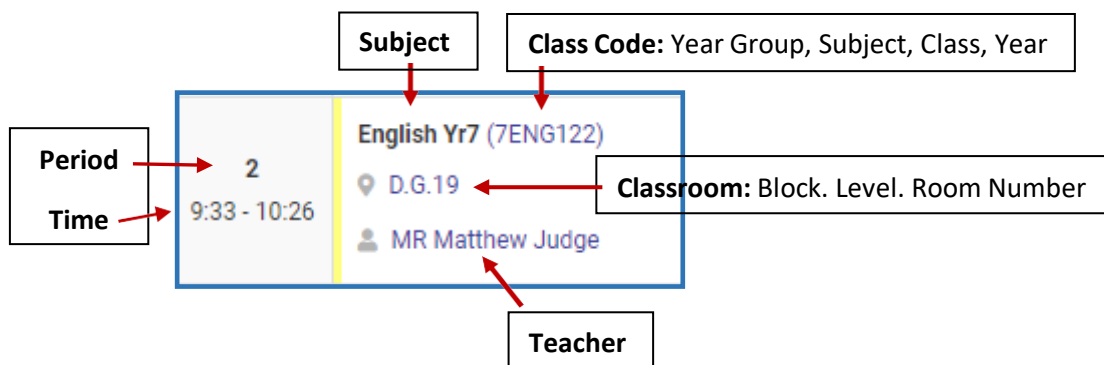 Subject
Class Code: Year Group, Subject, Class, Year
English Yr7 (7ENG122)
Period
2
D.G.19
Classroom: Block. Level. Room Number
Time
9:33 - 10:26
MR Matthew Judge
Teacher